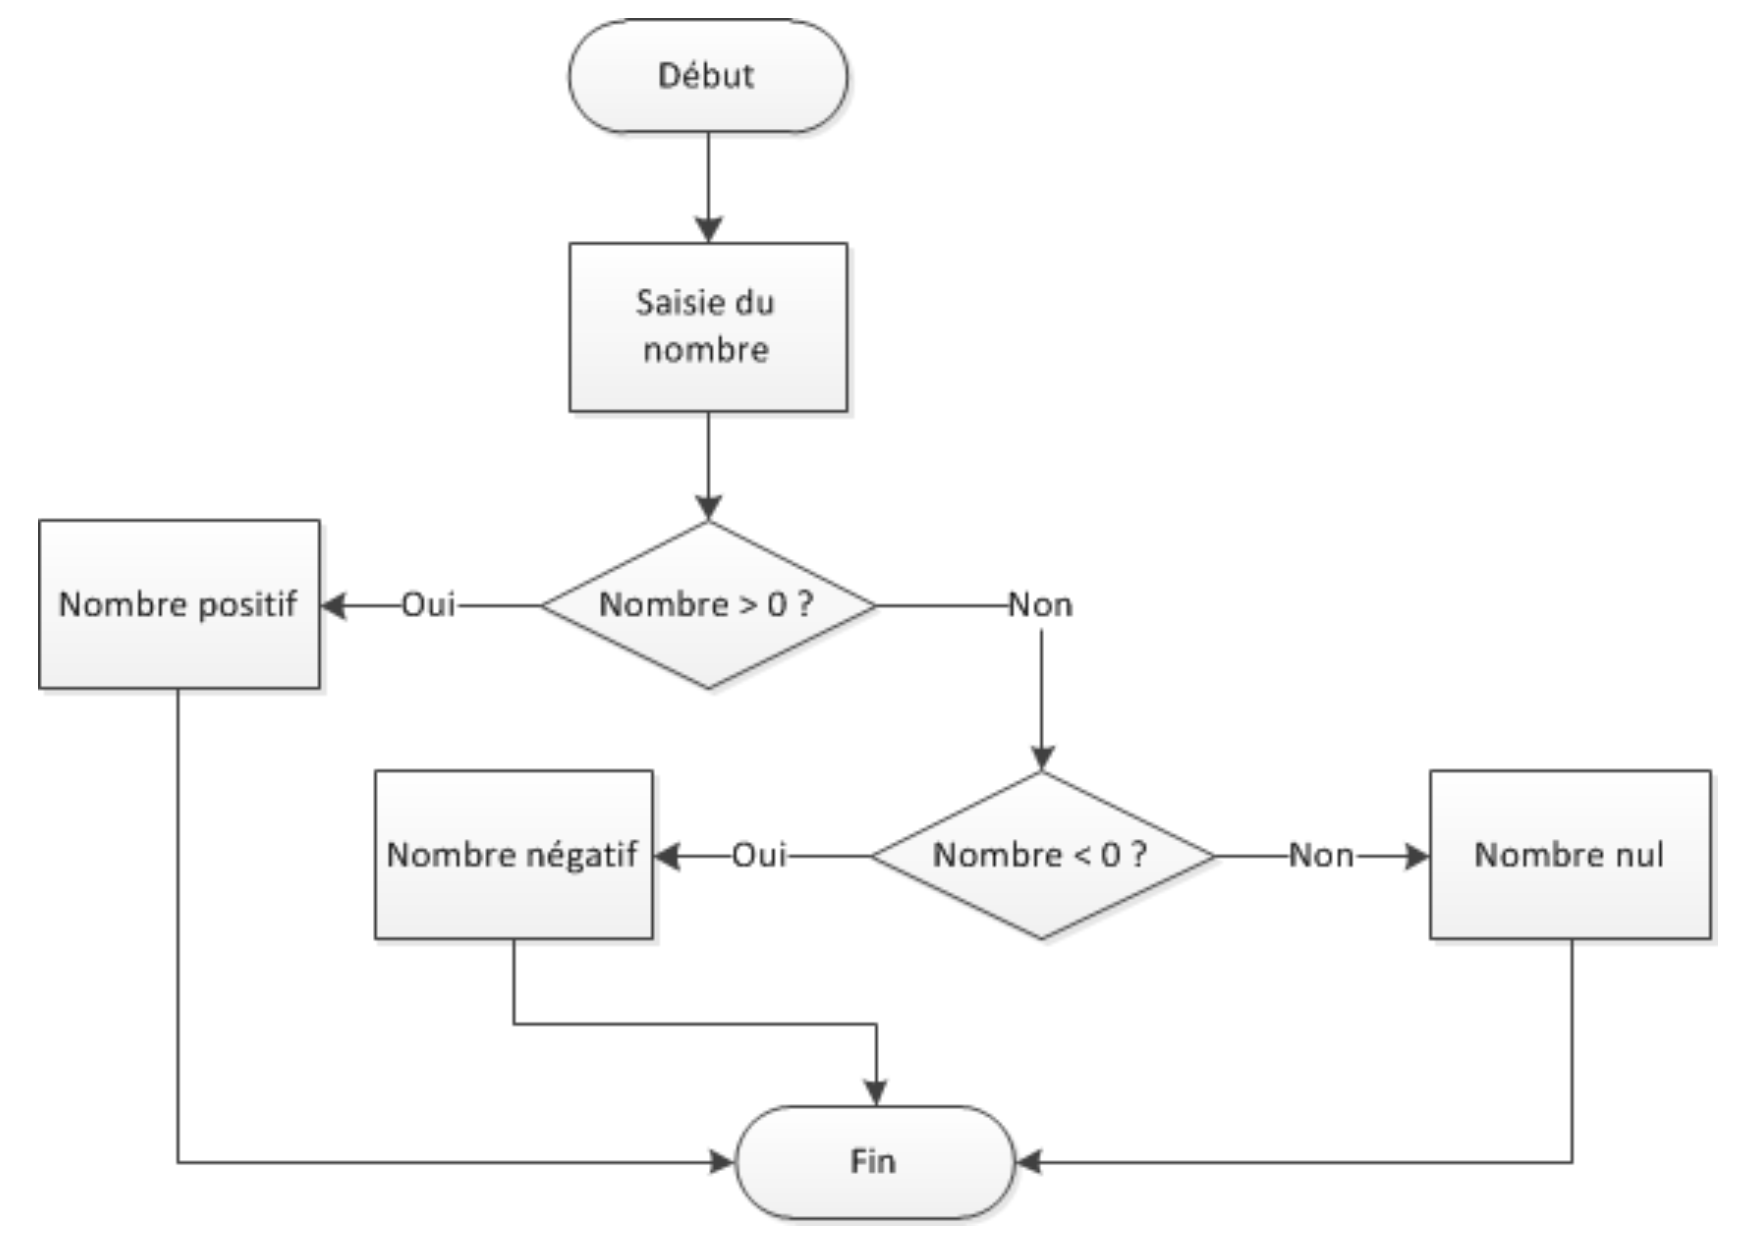 Début
Saisie du
nombre
Nombre positif
Oui
Nombre > 0 ?
Non
Nombre négatif
Oui
Nombre < 0 ?
Non
Nombre nul
Fin